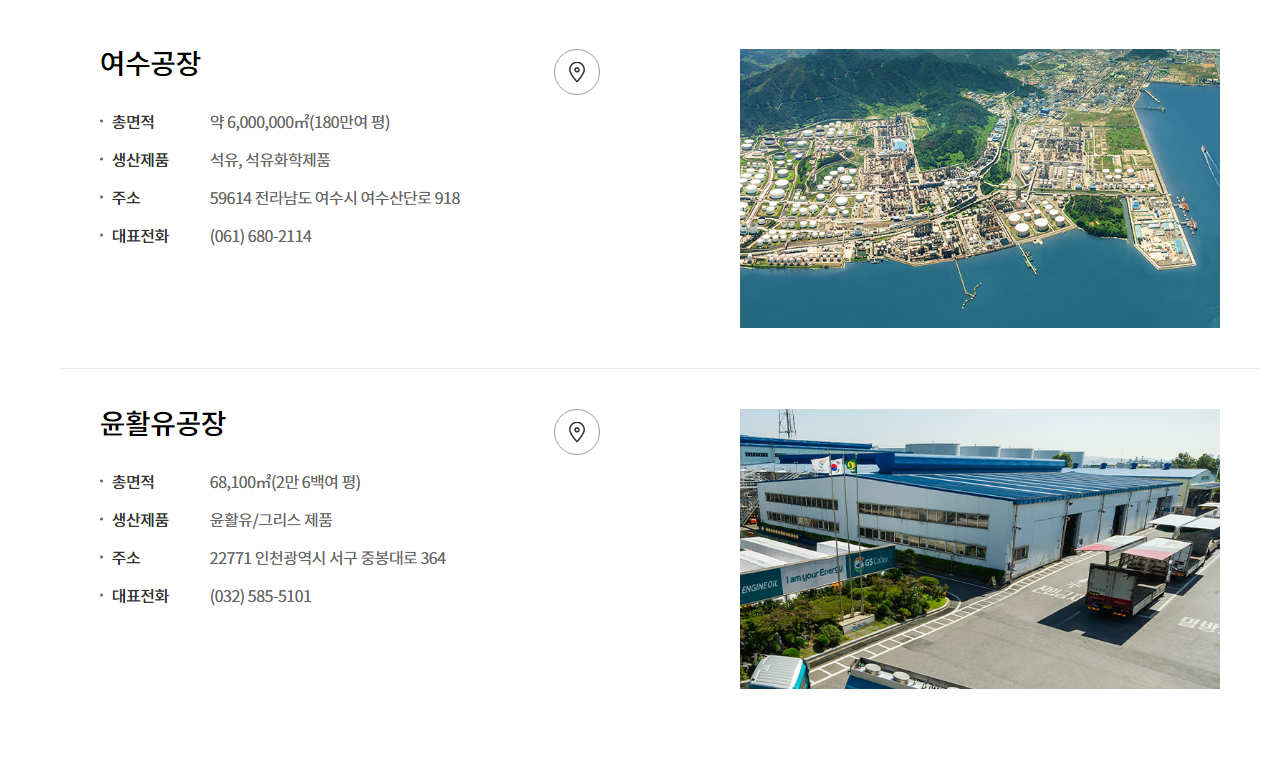 여수공장
· 총면적 약 6,000,000㎡(180만여 평)
· 생산제품 석유, 석유화학제품
· 주소 59614 전라남도 여수시 여수산단로 918
· 대표전화 (061) 680-2114
윤활유공장
· 총면적 68,100㎡(2만 6백여 평)
· 생산제품 윤활유/그리스 제품
· 주소 22771 인천광역시 서구 중봉대로 364
· 대표전화 (032) 585-5101
ENGINE OIL I am your Energy GS Caltex